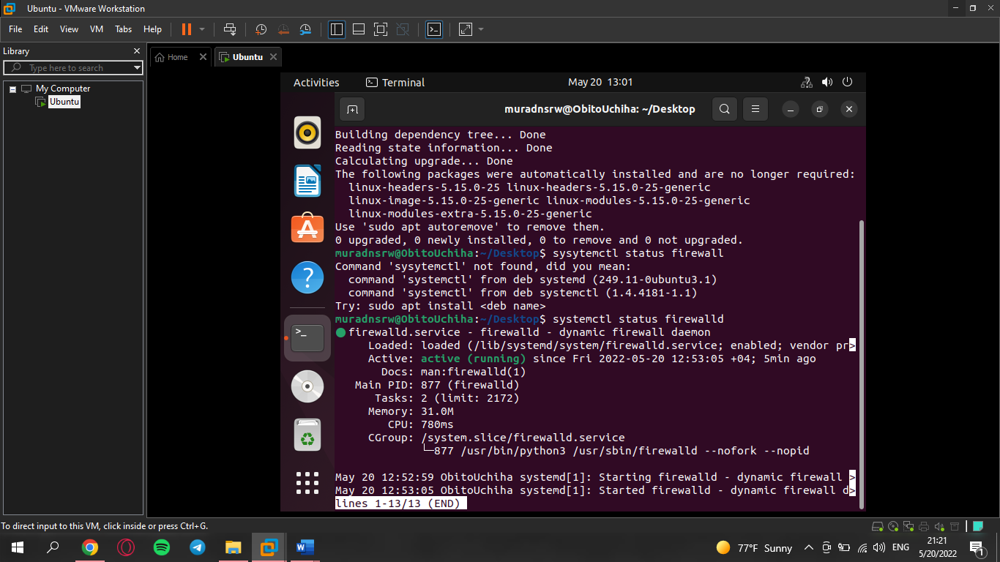 Ubuntu - VMware Workstation
File Edit View VM Tabs Help
Library
Type here to search
My Computer
Ubuntu
Home
Ubuntu
Activities
Terminal
May 20 13:01
muradnsrw@ObitoUchiha: ~/Desktop
Building dependency tree... Done
Reading state information... Done
Calculating upgrade... Done
The following packages were automatically installed and are no longer required:
linux-headers-5.15.0-25 linux-headers-5.15.0-25-generic
linux-image-5.15.0-25-generic linux-modules-5.15.0-25-generic
linux-modules-extra-5.15.0-25-generic
Use 'sudo apt autoremove' to remove them.
0 upgraded, 0 newly installed, 0 to remove and 0 not upgraded.
muradnsrw@ObitoUchiha:~/Desktop$ sysytemctl status firewall
Command 'sysytemctl' not found, did you mean:
command 'systemctl' from deb systemd (249.11-0ubuntu3.1)
command 'systemctl' from deb systemctl (1.4.4181-1.1)
Try: sudo apt install <deb name>
muradnsrw@ObitoUchiha:~/Desktop$ systemctl status firewalld
● firewalld.service - firewalld - dynamic firewall daemon
Loaded: loaded (/lib/systemd/system/firewalld.service; enabled; vendor pr>
Active: active (running) since Fri 2022-05-20 12:53:05 +04; 5min ago
Docs: man:firewalld(1)
Main PID: 877 (firewalld)
Tasks: 2 (limit: 2172)
Memory: 31.0M
CPU: 780ms
CGroup: /system.slice/firewalld.service
└─877 /usr/bin/python3 /usr/sbin/firewalld --nofork --nopid
May 20 12:52:59 ObitoUchiha systemd[1]: Starting firewalld - dynamic firewall >
May 20 12:53:05 ObitoUchiha systemd[1]: Started firewalld - dynamic firewall d>
lines 1-13/13 (END)
To direct input to this VM, click inside or press Ctrl+G.
77°F Sunny
ENG
21:21
5/20/2022
1